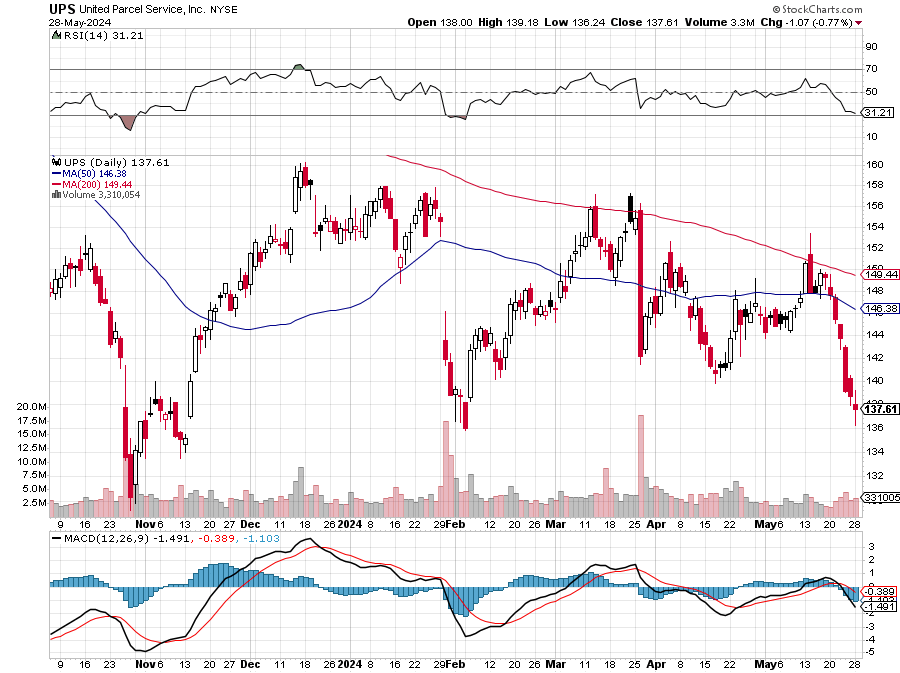 UPS United Parcel Service, Inc. NYSE
© StockCharts.com
28-May-2024
Open 138.00 High 139.18 Low 136.24 Close 137.61 Volume 3.3M Chg -1.07 (-0.77%)
RSI(14) 31.21
90
70
50
31.21
10
UPS (Daily) 137.61
MA(50) 146.38
MA(200) 149.44
Volume 3,310,054
160
158
156
154
152
150
149.44
148
146.38
144
142
140
138
137.61
136
134
132
20.0M
17.5M
15.0M
12.5M
10.0M
7.5M
5.0M
2.5M
331005
9 16 23 Nov 6 13 20 27 Dec 11 18 26 2024 8 16 22 29 Feb 12 20 26 Mar 11 18 25 Apr 8 15 22 May 6 13 20 28
MACD(12,26,9) -1.491, -0.389, -1.103
3
2
1
0
-0.389
-1.103
-1.491
-2
-3
-4
-5
9 16 23 Nov 6 13 20 27 Dec 11 18 26 2024 8 16 22 29 Feb 12 20 26 Mar 11 18 25 Apr 8 15 22 May 6 13 20 28